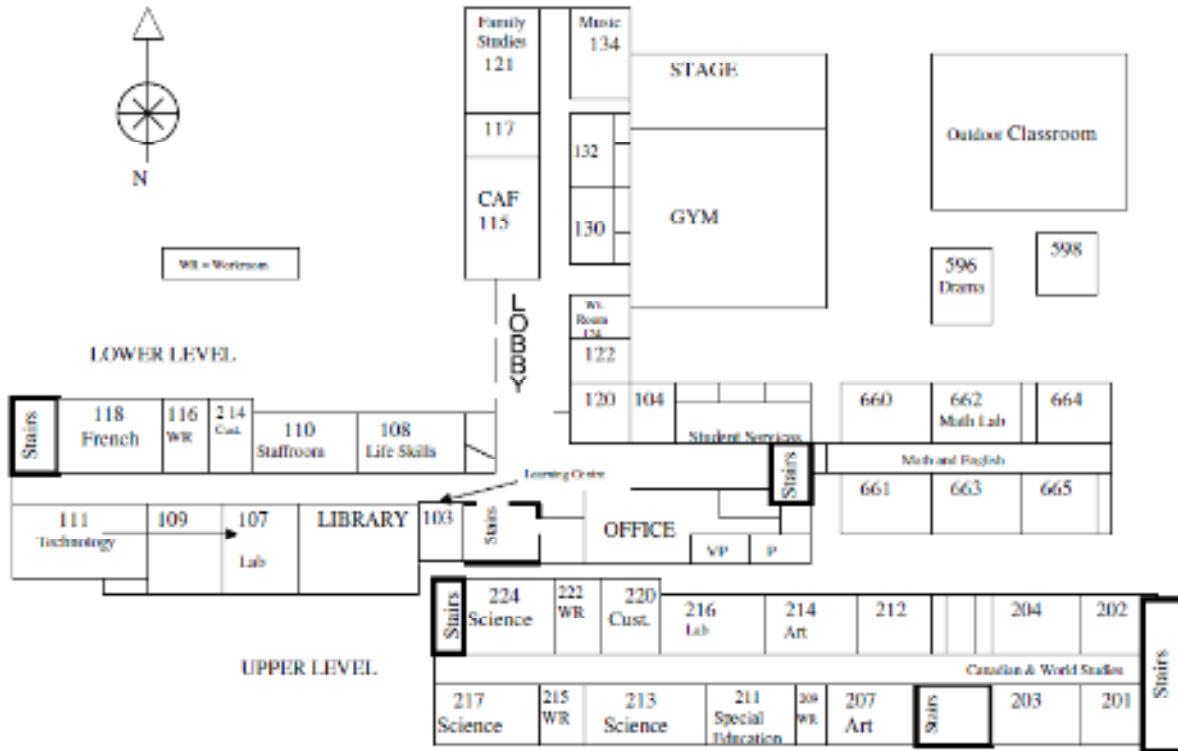 Family
Studies
121
Music
134
STAGE
Outdoor Classroom
N
117
132
CAF
115
130
GYM
598
596
Drama
WR = Workroom
Wt.
Room
124
LOBBY
LOWER LEVEL
122
Stairs
118
French
116
WR
2 14
Cust.
110
Staffroom
108
Life Skills
120
104
Student Services
660
662
Math Lab
664
Stairs
Math and English
Learning Centre
661
663
665
111
Technology
109
107
Lab
LIBRARY
103
Stairs
OFFICE
VP
P
Stairs
224
Science
222
WR
220
Cust.
216
Lab
214
Art
212
204
202
UPPER LEVEL
Canadian & World Studies
Stairs
217
Science
215
WR
213
Science
211
Special
Education
209
WR
207
Art
Stairs
203
201